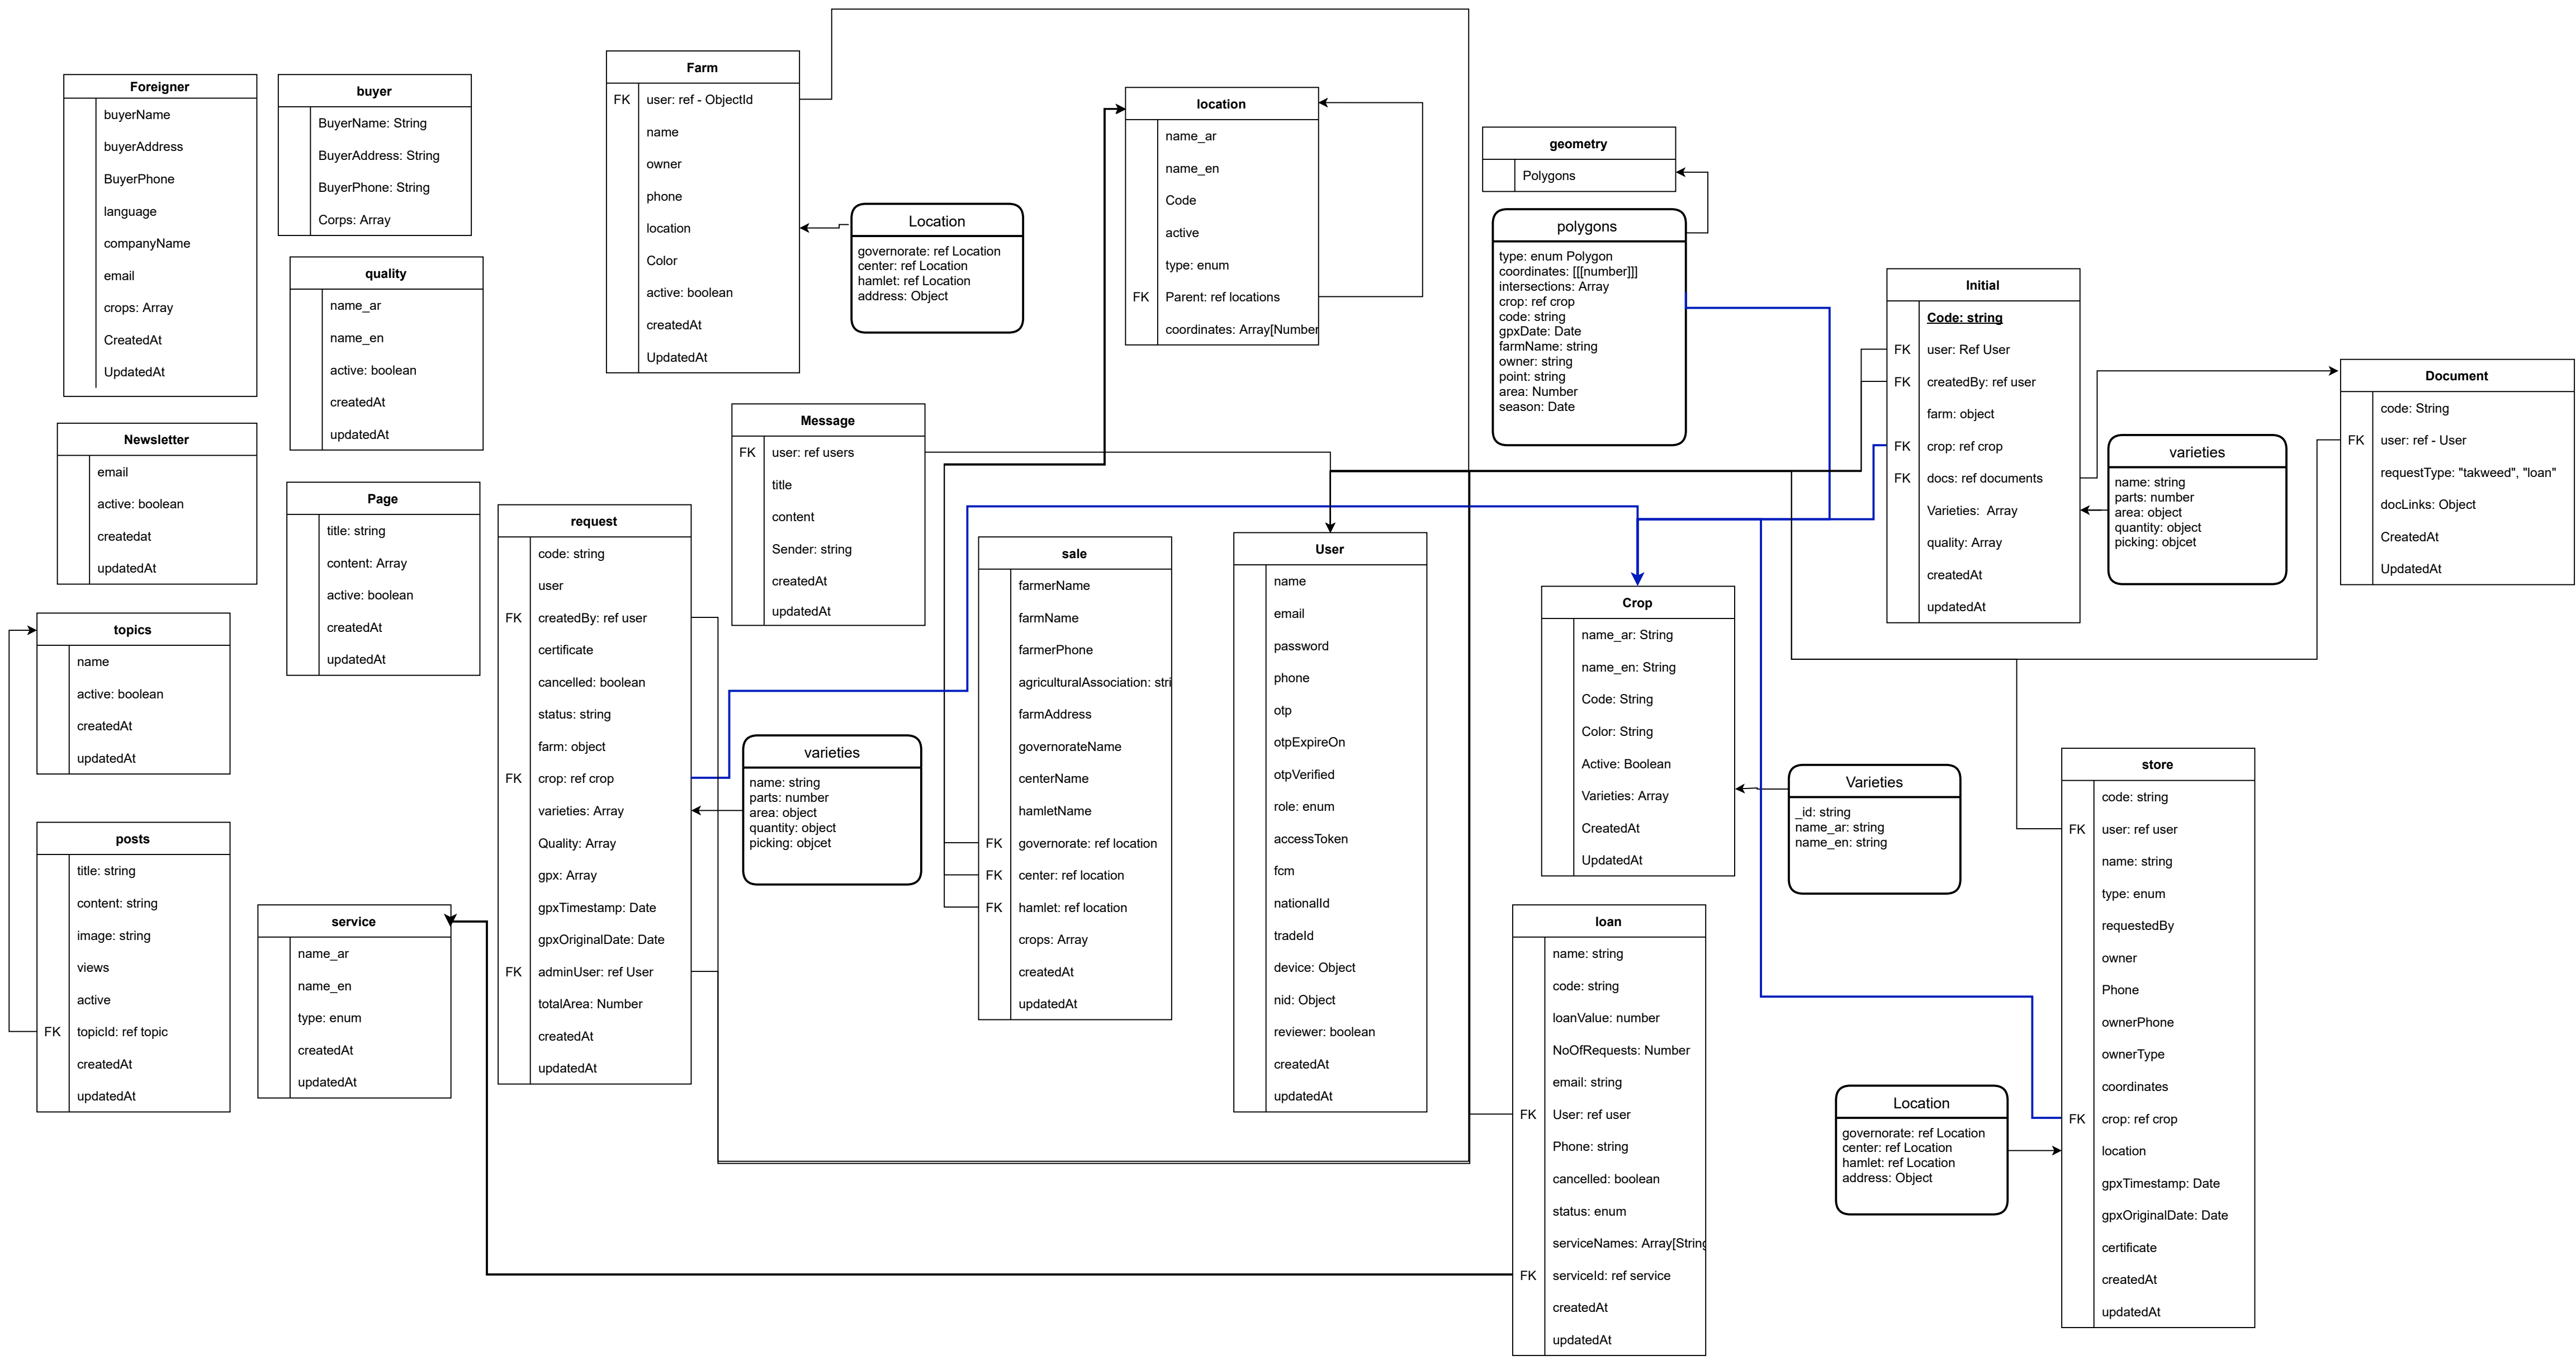 Foreigner
buyerName
buyerAddress
BuyerPhone
language
companyName
email
crops: Array
CreatedAt
UpdatedAt
buyer
BuyerName: String
BuyerAddress: String
BuyerPhone: String
Corps: Array
quality
name_ar
name_en
active: boolean
createdAt
updatedAt
Newsletter
email
active: boolean
createdat
updatedAt
Page
title: string
content: Array
active: boolean
createdAt
updatedAt
topics
name
active: boolean
createdAt
updatedAt
posts
title: string
content: string
image: string
views
active
FK topicId: ref topic
createdAt
updatedAt
service
name_ar
name_en
type: enum
createdAt
updatedAt
Farm
FK user: ref - ObjectId
name
owner
phone
location
Color
active: boolean
createdAt
UpdatedAt
Location
governorate: ref Location
center: ref Location
hamlet: ref Location
address: Object
location
name_ar
name_en
Code
active
type: enum
FK Parent: ref locations
coordinates: Array[Number
Message
FK user: ref users
title
content
Sender: string
createdAt
updatedAt
request
code: string
user
FK createdBy: ref user
certificate
cancelled: boolean
status: string
farm: object
FK crop: ref crop
varieties: Array
Quality: Array
gpx: Array
gpxTimestamp: Date
gpxOriginalDate: Date
FK adminUser: ref User
totalArea: Number
createdAt
updatedAt
varieties
name: string
parts: number
area: object
quantity: object
picking: objcet
sale
farmerName
farmName
farmerPhone
agriculturalAssociation: stri
farmAddress
governorateName
centerName
hamletName
FK governorate: ref location
FK center: ref location
FK hamlet: ref location
crops: Array
createdAt
updatedAt
User
name
email
password
phone
otp
otpExpireOn
otpVerified
role: enum
accessToken
fcm
nationalId
tradeId
device: Object
nid: Object
reviewer: boolean
createdAt
updatedAt
geometry
Polygons
polygons
type: enum Polygon
coordinates: [[[number]]]
intersections: Array
crop: ref crop
code: string
gpxDate: Date
farmName: string
owner: string
point: string
area: Number
season: Date
Crop
name_ar: String
name_en: String
Code: String
Color: String
Active: Boolean
Varieties: Array
CreatedAt
UpdatedAt
Varieties
_id: string
name_ar: string
name_en: string
loan
name: string
code: string
loanValue: number
NoOfRequests: Number
email: string
FK User: ref user
Phone: string
cancelled: boolean
status: enum
serviceNames: Array[String
FK serviceId: ref service
createdAt
updatedAt
Initial
Code: string
FK user: Ref User
FK createdBy: ref user
farm: object
FK crop: ref crop
FK docs: ref documents
Varieties: Array
quality: Array
createdAt
updatedAt
varieties
name: string
parts: number
area: object
quantity: object
picking: objcet
Document
code: String
FK user: ref - User
requestType: "takweed", "loan"
docLinks: Object
CreatedAt
UpdatedAt
store
code: string
FK user: ref user
name: string
type: enum
requestedBy
owner
Phone
ownerPhone
ownerType
coordinates
FK crop: ref crop
location
gpxTimestamp: Date
gpxOriginalDate: Date
certificate
createdAt
updatedAt
Location
governorate: ref Location
center: ref Location
hamlet: ref Location
address: Object